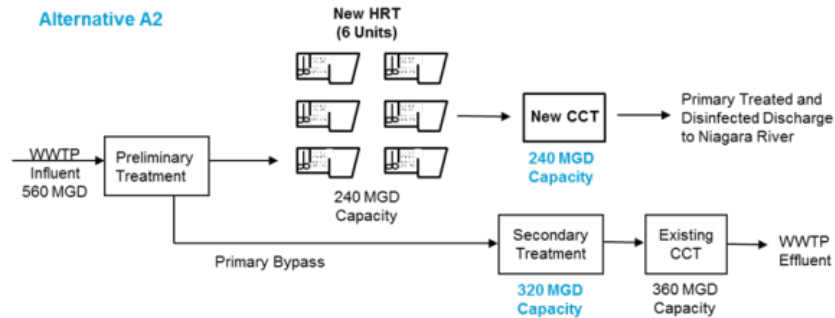 Alternative A2
New HRT
(6 Units)
WWTP
Influent
560 MGD
Preliminary
Treatment
240 MGD
Capacity
New CCT
240 MGD
Capacity
Primary Treated and
Disinfected Discharge
to Niagara River
Primary Bypass
Secondary
Treatment
320 MGD
Capacity
Existing
CCT
360 MGD
Capacity
WWTP
Effluent